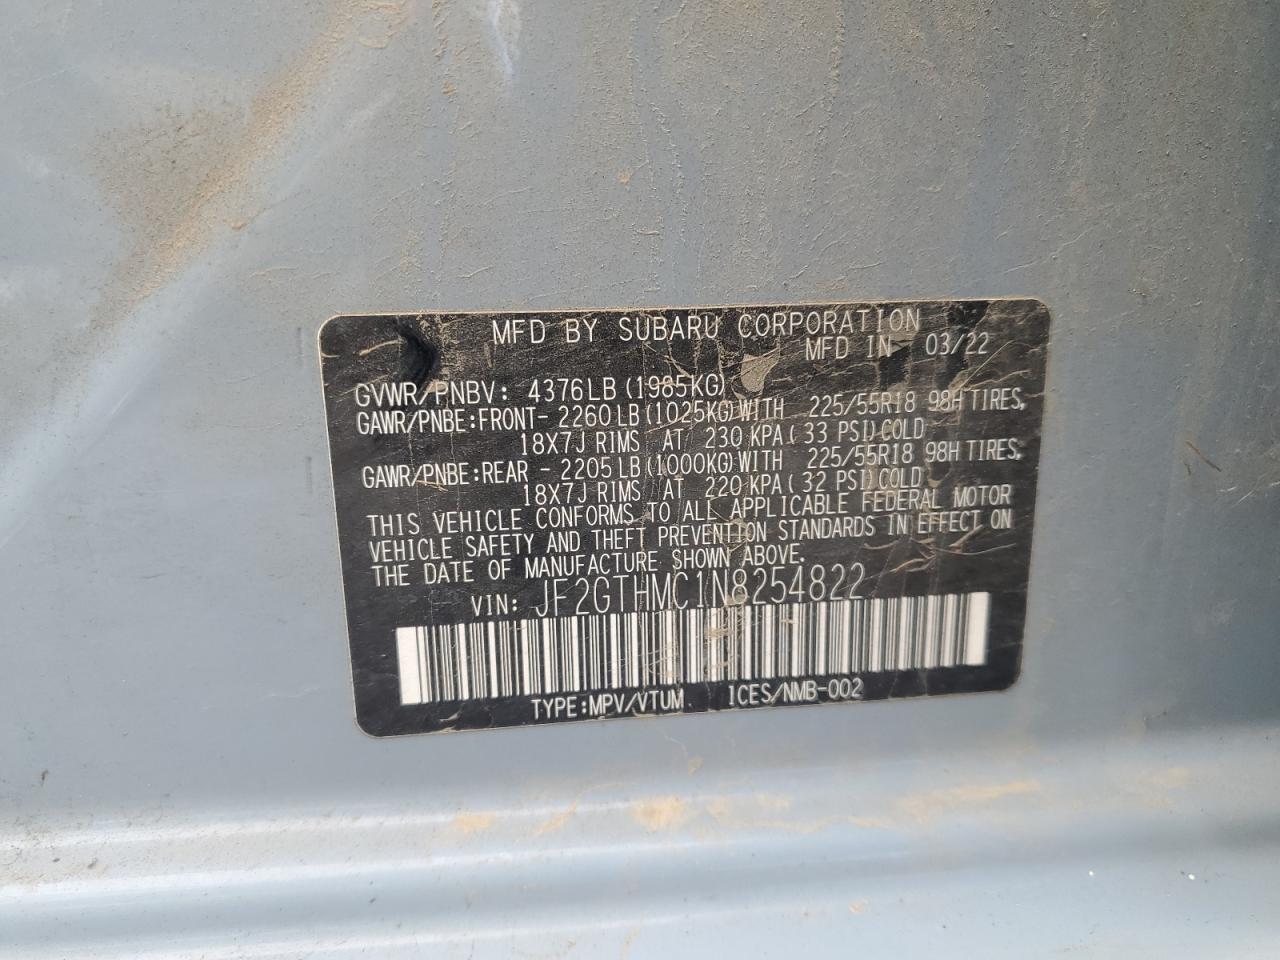 MFD BY SUBARU CORPORATION
MFD IN 03/22
GVWR/PNBV: 4376LB (1985KG)
GAWR/PNBE:FRONT- 2260LB (1025KG) WITH 225/55R18 98H TIRES,
18X7J RIMS AT 230 KPA( 33 PSI) COLD
GAWR/PNBE:REAR - 2205LB (1000KG) WITH 225/55R18 98H TIRES,
18X7J RIMS AT 220 KPA( 32 PSI) COLD
THIS VEHICLE CONFORMS TO ALL APPLICABLE FEDERAL MOTOR
VEHICLE SAFETY AND THEFT PREVENTION STANDARDS IN EFFECT ON
THE DATE OF MANUFACTURE SHOWN ABOVE.
VIN: JF2GTHMC1N8254822
TYPE:MPV/VTUM ICES/NMB-002